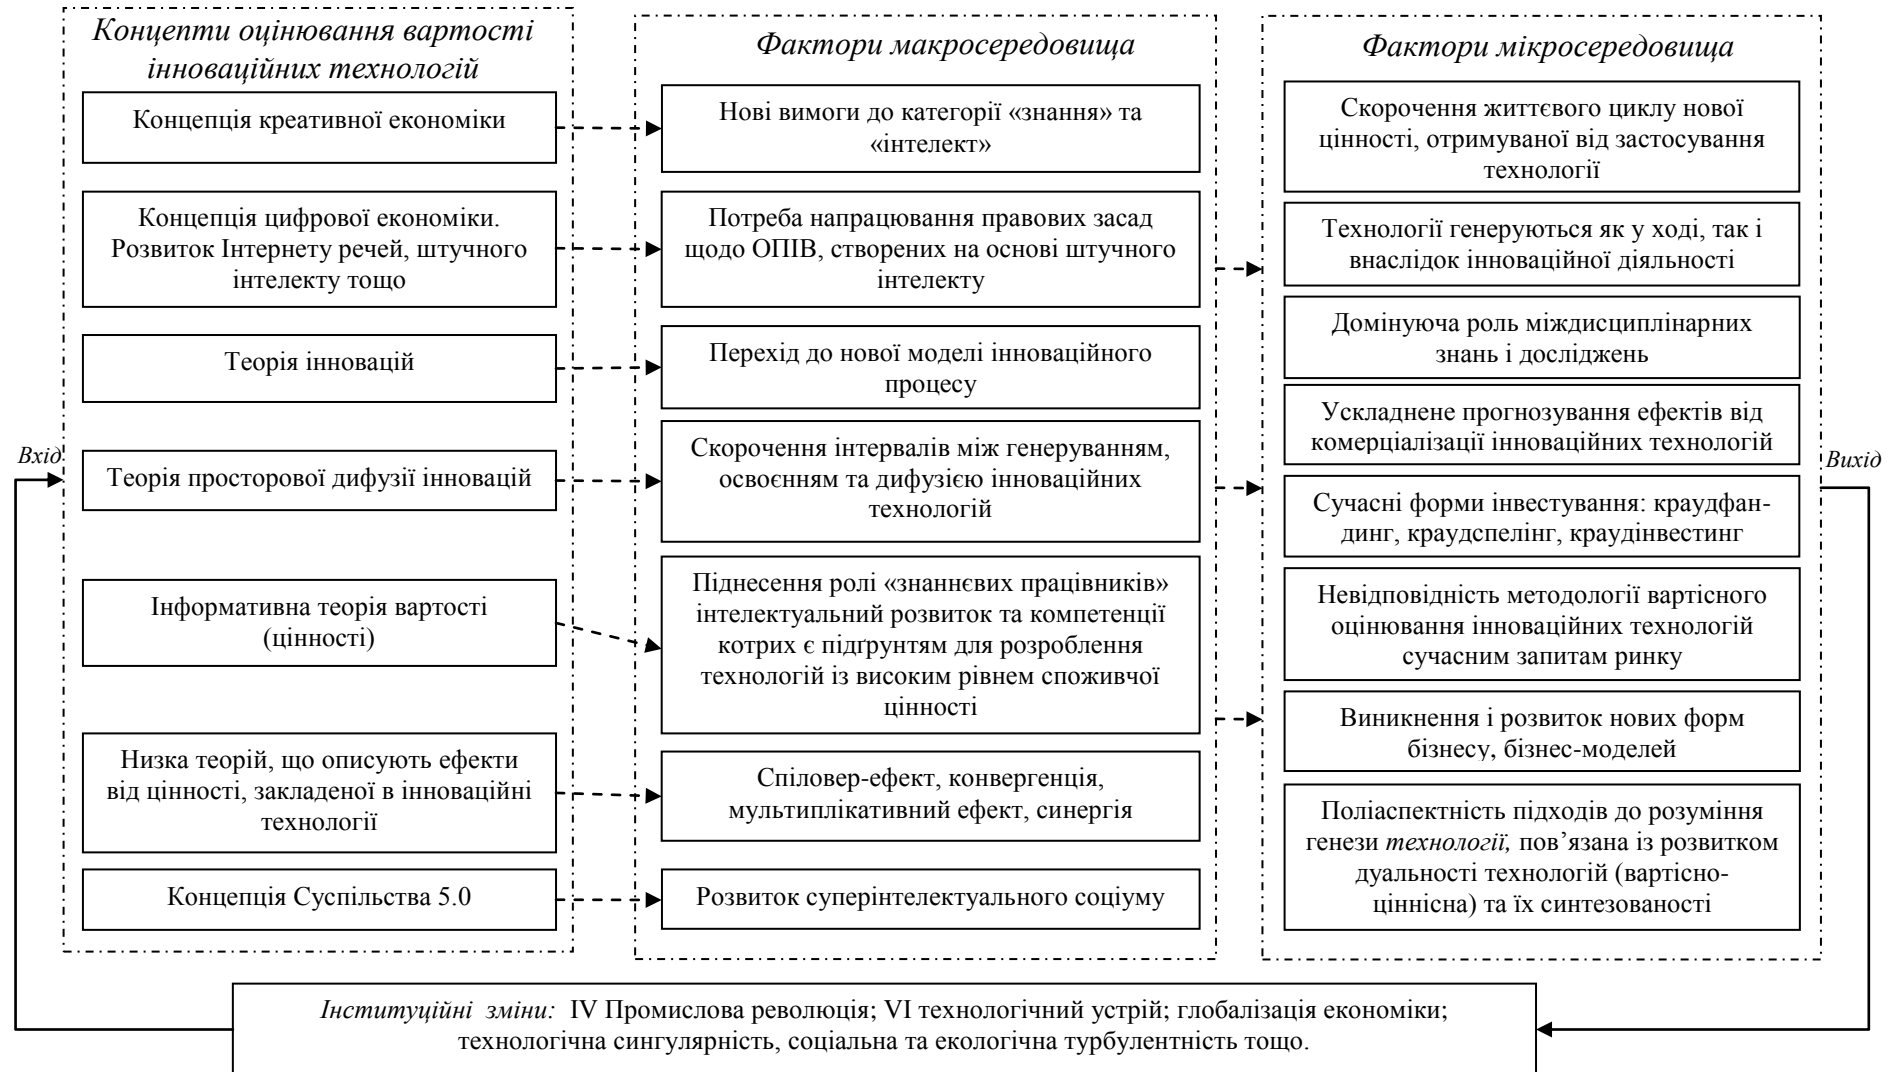 Концепти оцінювання вартості
інноваційних технологій
Концепція креативної економіки
Концепція цифрової економіки.
Розвиток Інтернету речей, штучного
інтелекту тощо
Теорія інновацій
Вхід
Теорія просторової дифузії інновацій
Інформативна теорія вартості
(цінності)
Низка теорій, що описують ефекти
від цінності, закладеної в інноваційні
технології
Концепція Суспільства 5.0
Фактори макросередовища
Нові вимоги до категорії «знання» та
«інтелект»
Потреба напрацювання правових засад
щодо ОПІВ, створених на основі штучного
інтелекту
Перехід до нової моделі інноваційного
процесу
Скорочення інтервалів між генеруванням,
освоєнням та дифузією інноваційних
технологій
Піднесення ролі «знаннєвих працівників»
інтелектуальний розвиток та компетенції
котрих є підґрунтям для розроблення
технологій із високим рівнем споживчої
цінності
Спіловер-ефект, конвергенція,
мультиплікативний ефект, синергія
Розвиток суперінтелектуального соціуму
Фактори мікросередовища
Скорочення життєвого циклу нової
цінності, отримуваної від застосування
технології
Технології генеруються як у ході, так і
внаслідок інноваційної діяльності
Домінуюча роль міждисциплінарних
знань і досліджень
Ускладнене прогнозування ефектів від
комерціалізації інноваційних технологій
Вихід
Сучасні форми інвестування: краудфан-
динг, краудспелінг, краудінвестинг
Невідповідність методології вартісного
оцінювання інноваційних технологій
сучасним запитам ринку
Виникнення і розвиток нових форм
бізнесу, бізнес-моделей
Поліаспектність підходів до розуміння
генези технології, пов’язана із розвитком
дуальності технологій (вартісно-
ціннісна) та їх синтезованості
Інституційні зміни: IV Промислова революція; VI технологічний устрій; глобалізація економіки;
технологічна сингулярність, соціальна та екологічна турбулентність тощо.